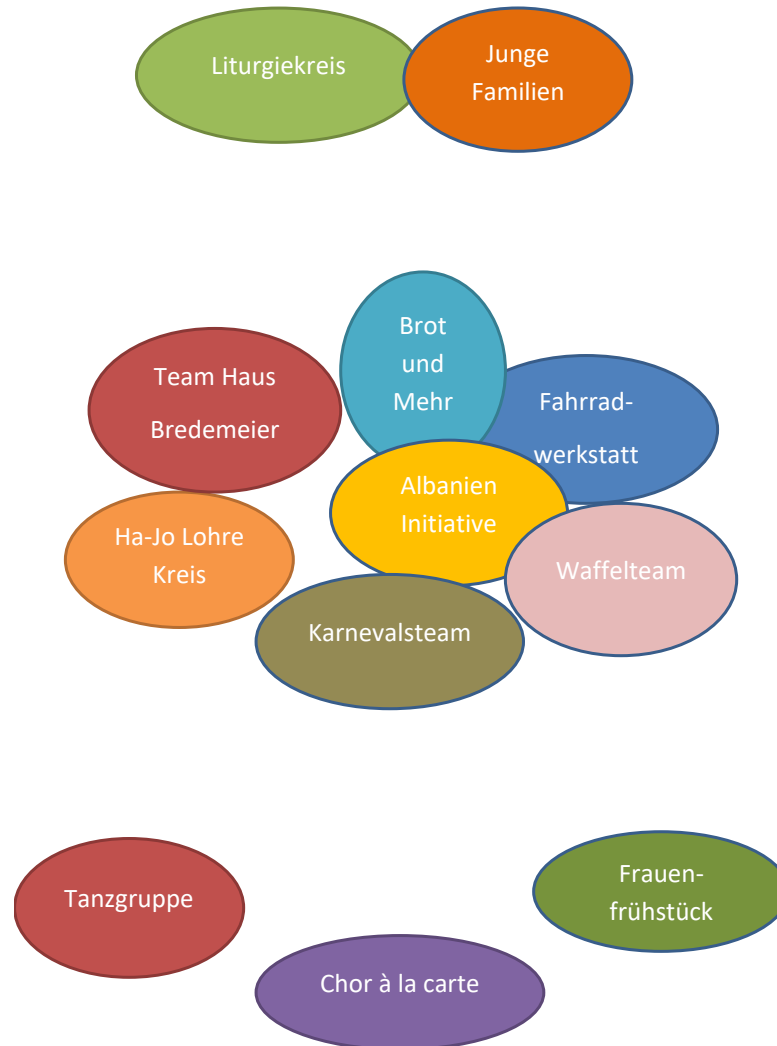 Liturgiekreis
Junge
Familien
Brot
und
Mehr
Team Haus
Bredemeier
Fahrrad-
werkstatt
Albanien
Initiative
Ha-Jo Lohre
Kreis
Waffelteam
Karnevalsteam
Tanzgruppe
Frauen-
frühstück
Chor à la carte